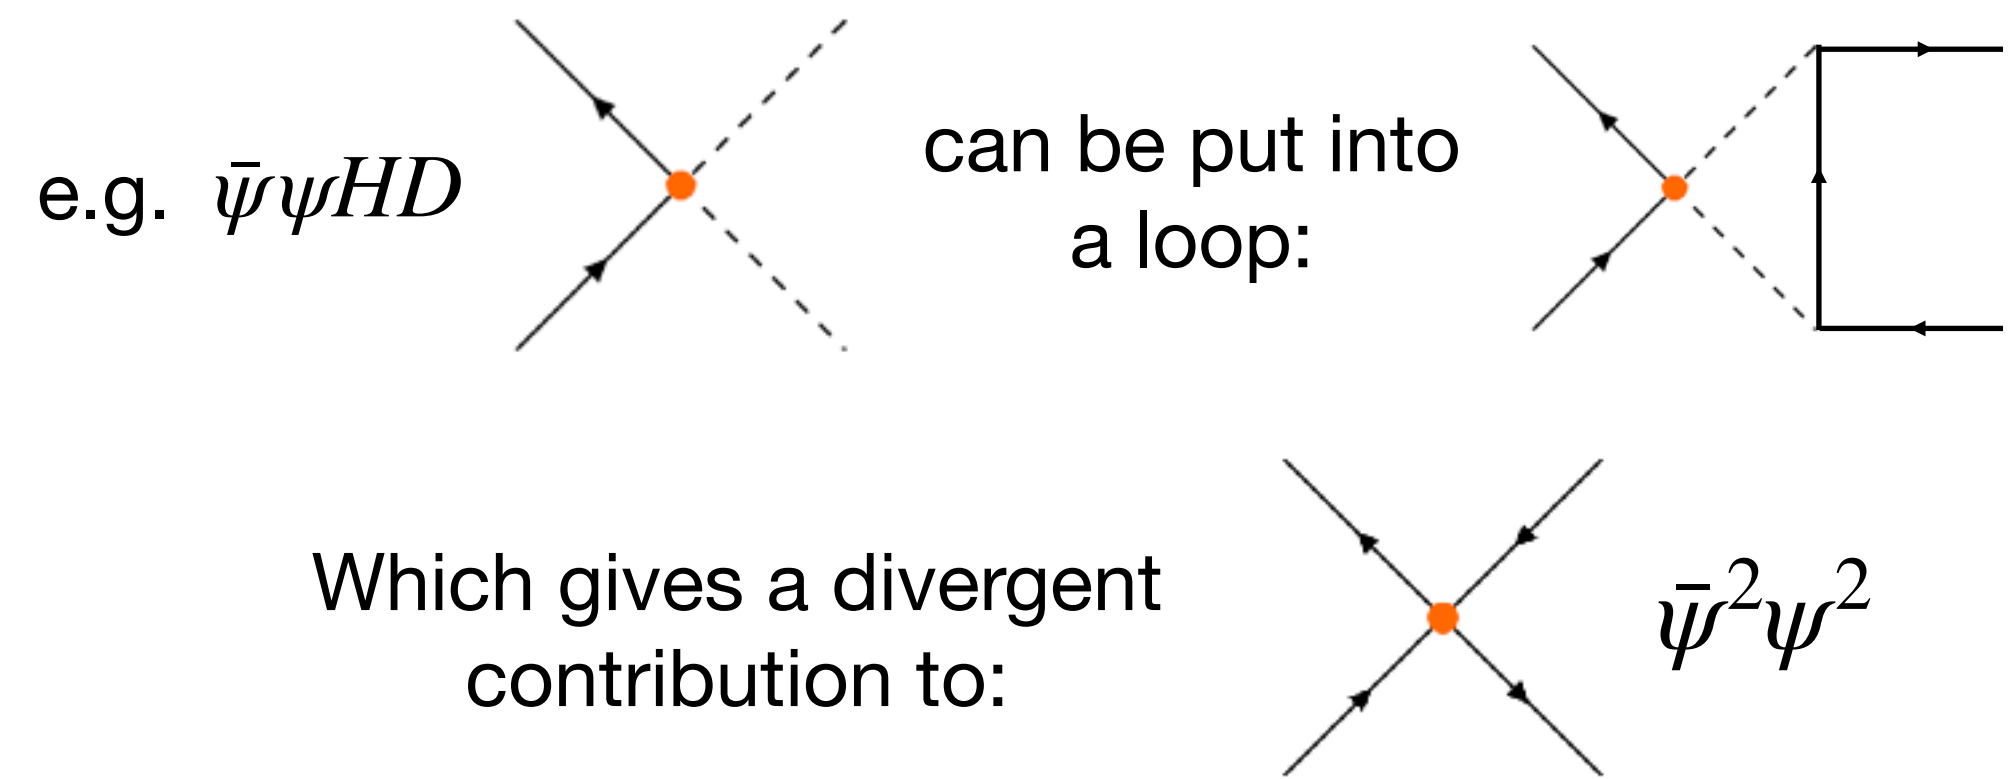 e.g. ψ̄ψHD
can be put into
a loop:
Which gives a divergent
contribution to:
ψ̄²ψ²